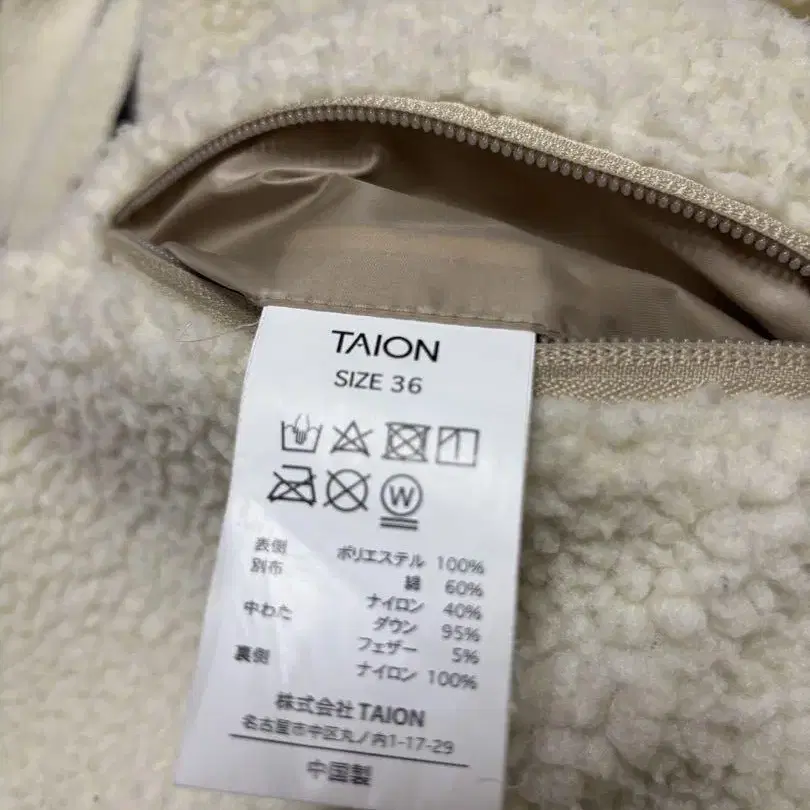 TAION
SIZE 36
W
表側 ポリエステル 100%
別布 綿 60%
ナイロン 40%
中わた ダウン 95%
フェザー 5%
裏側 ナイロン 100%
株式会社 TAION
名古屋市中区丸ノ内1-17-29
中国製